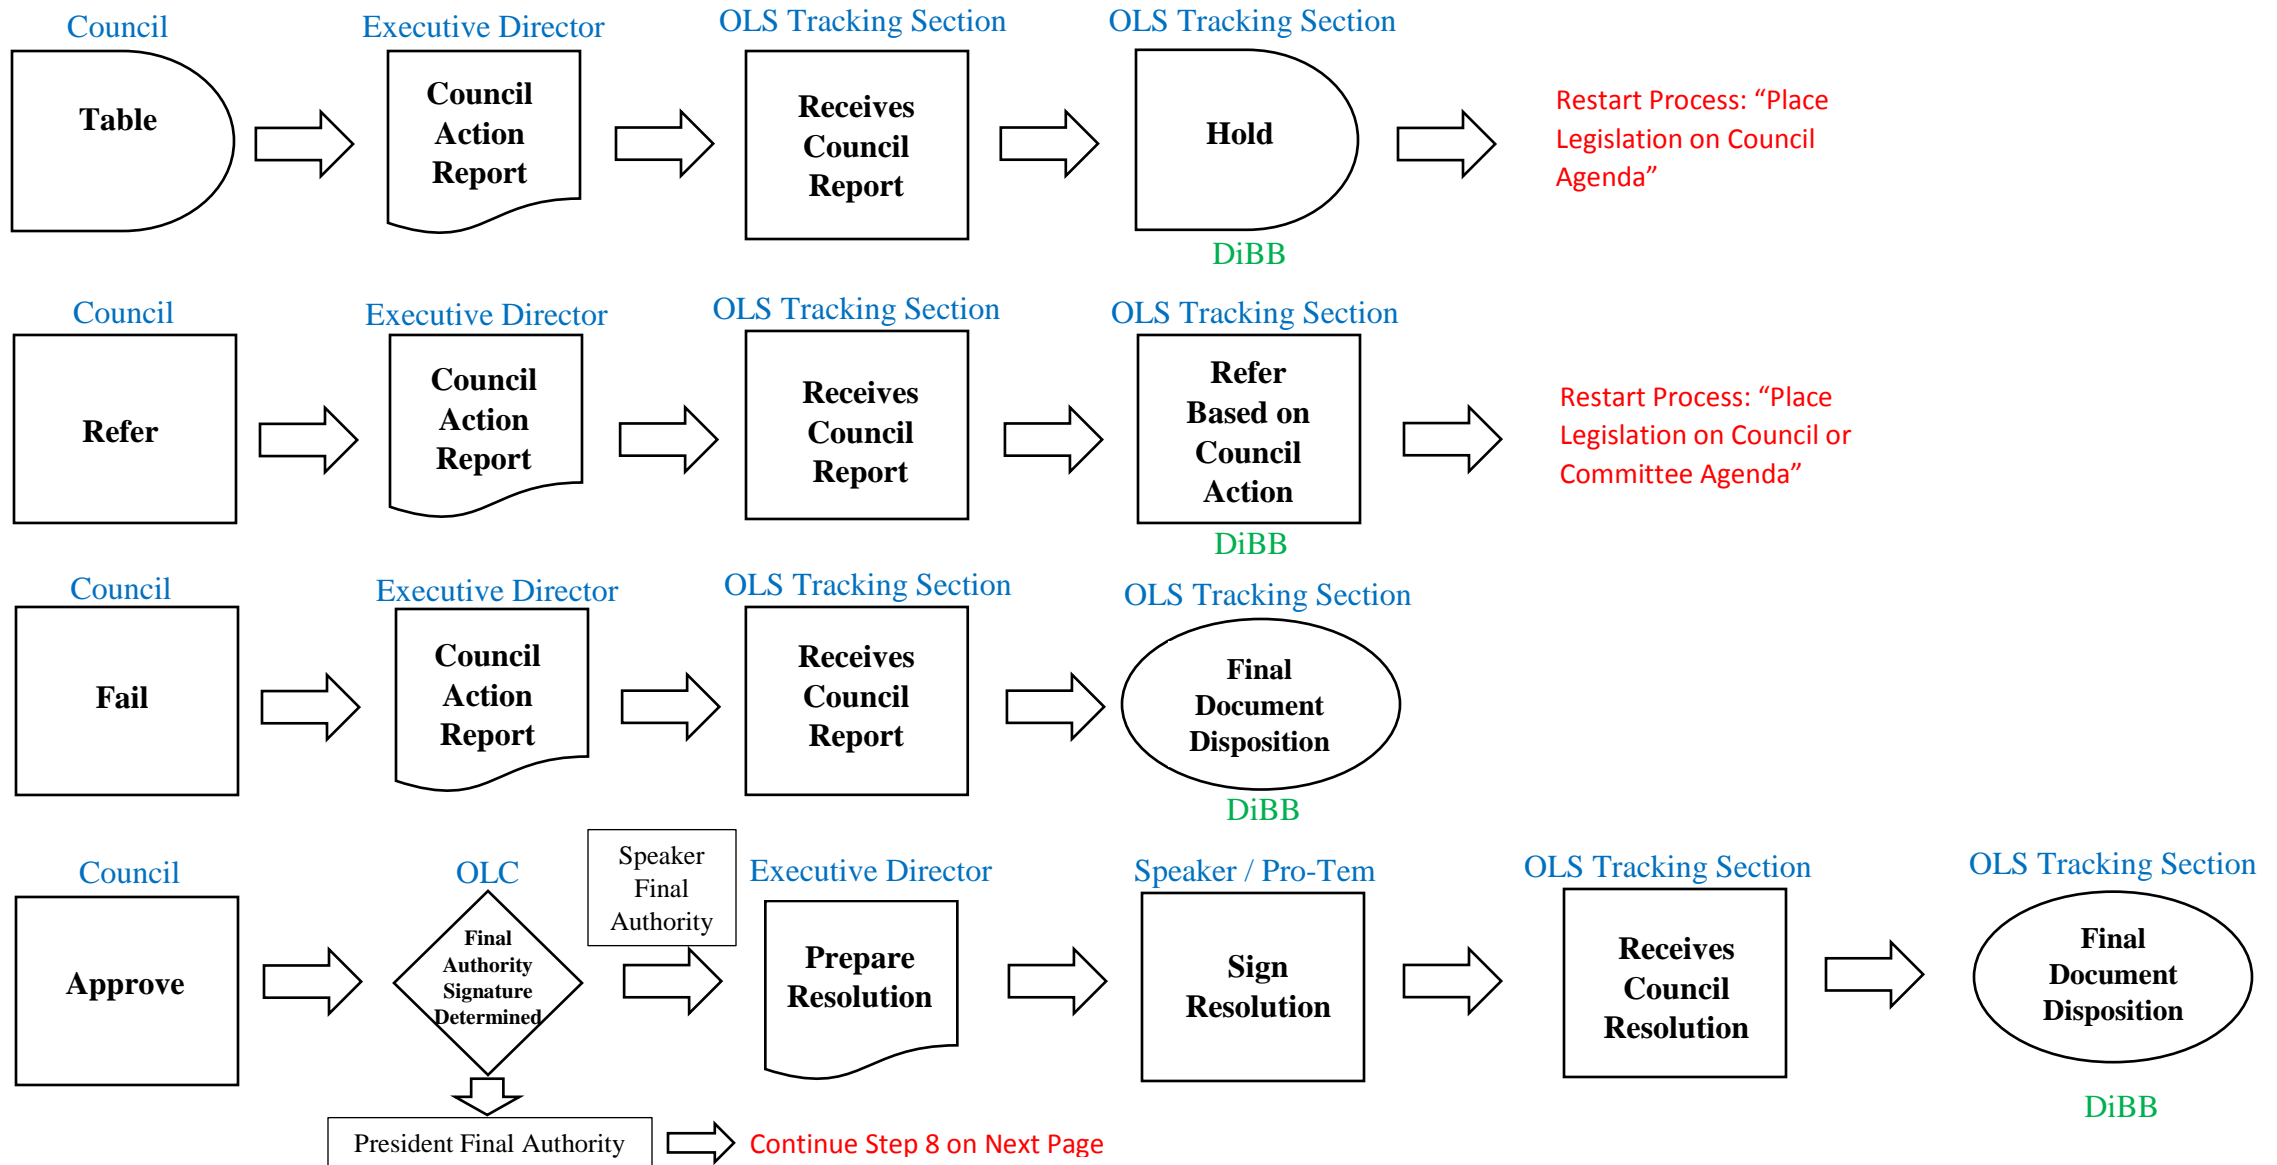 Council
Executive Director
OLS Tracking Section
OLS Tracking Section
Table
Council
Action
Report
Receives
Council
Report
Hold
DiBB
Restart Process: “Place
Legislation on Council
Agenda”
Council
Executive Director
OLS Tracking Section
OLS Tracking Section
Refer
Council
Action
Report
Receives
Council
Report
Refer
Based on
Council
Action
DiBB
Restart Process: “Place
Legislation on Council or
Committee Agenda”
Council
Executive Director
OLS Tracking Section
OLS Tracking Section
Fail
Council
Action
Report
Receives
Council
Report
Final
Document
Disposition
DiBB
Council
OLC
Speaker
Final
Authority
Executive Director
Speaker / Pro-Tem
OLS Tracking Section
OLS Tracking Section
Approve
Final
Authority
Signature
Determined
Prepare
Resolution
Sign
Resolution
Receives
Council
Resolution
Final
Document
Disposition
DiBB
President Final Authority
Continue Step 8 on Next Page